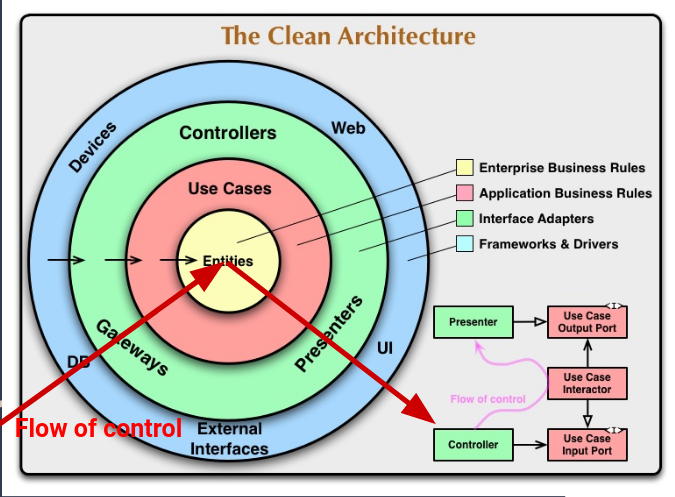 The Clean Architecture
Devices
Web
Controllers
Use Cases
Entities
Gateways
Presenters
DB
UI
External
Interfaces
Flow of control
Enterprise Business Rules
Application Business Rules
Interface Adapters
Frameworks & Drivers
Presenter
<I>
Use Case
Output Port
Use Case
Interactor
Flow of control
Controller
<I>
Use Case
Input Port